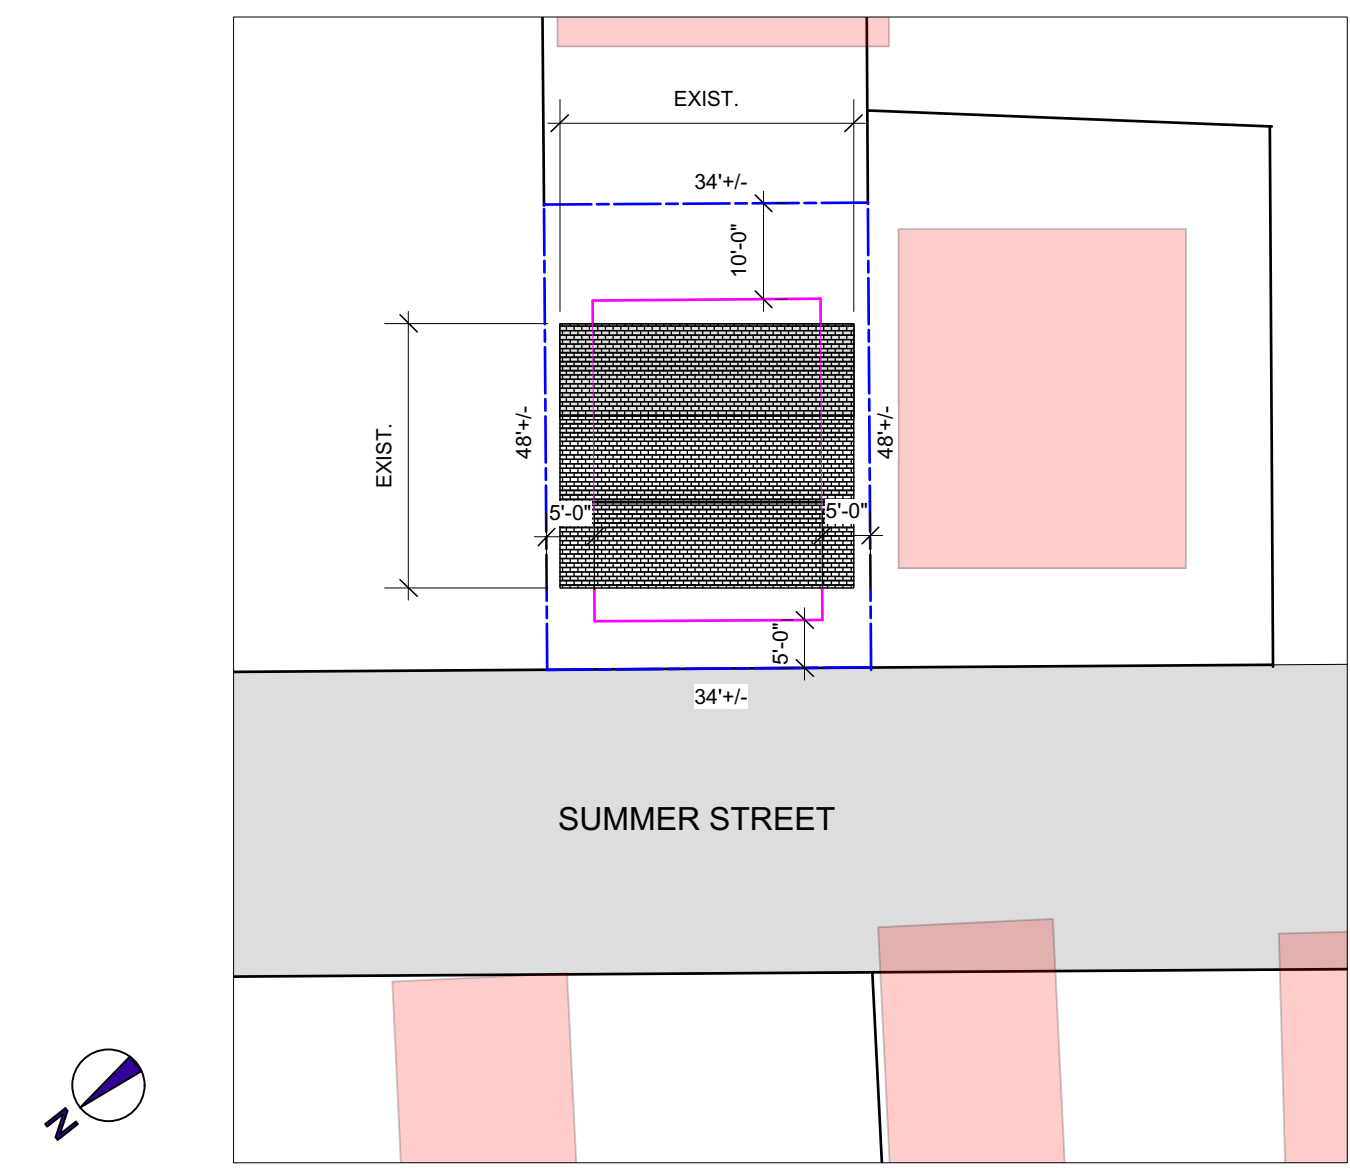 EXIST.
34'+/-
10'-0"
EXIST.
48'+/-
48'+/-
5'-0"
5'-0"
5'-0"
34'+/-
SUMMER STREET
N